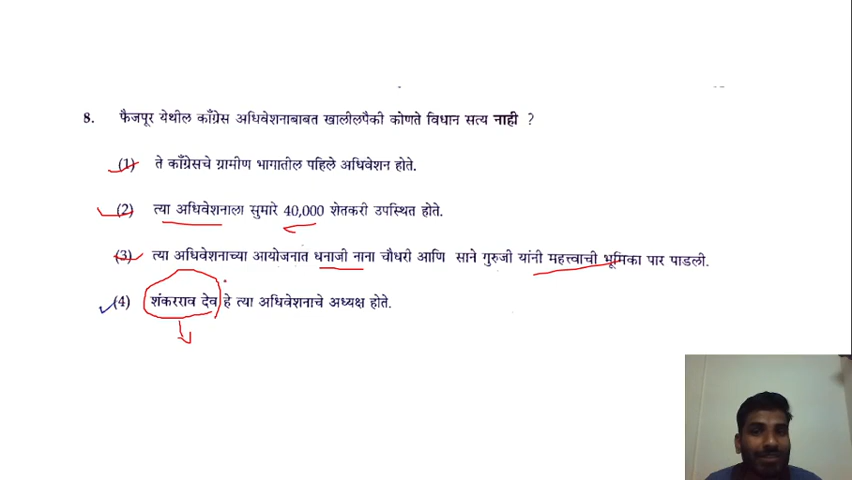 8. फैजपूर येथील काँग्रेस अधिवेशनाबाबत खालीलपैकी कोणते विधान सत्य नाही ?
(1) ते काँग्रेसचे ग्रामीण भागातील पहिले अधिवेशन होते.
(2) त्या अधिवेशनाला सुमारे 40,000 शेतकरी उपस्थित होते.
(3) त्या अधिवेशनाच्या आयोजनात धनाजी नाना चौधरी आणि साने गुरुजी यांनी महत्त्वाची भूमिका पार पाडली.
(4) शंकरराव देव हे त्या अधिवेशनाचे अध्यक्ष होते.